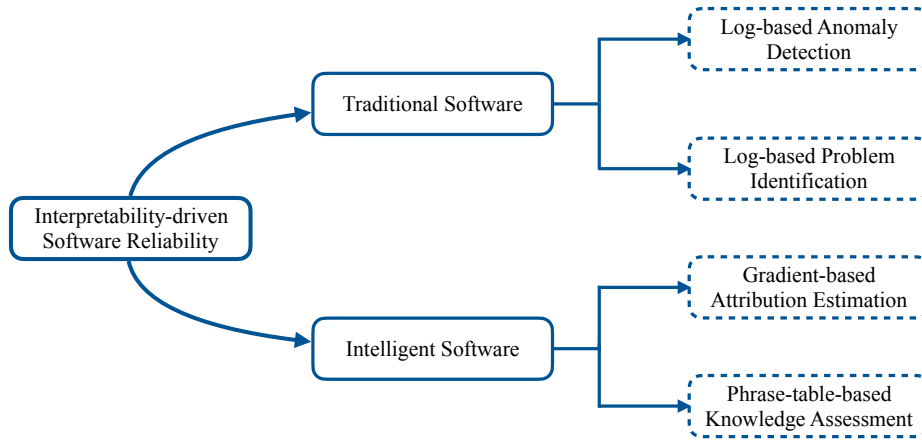 Log-based Anomaly
Detection
Traditional Software
Log-based Problem
Identification
Interpretability-driven
Software Reliability
Gradient-based
Attribution Estimation
Intelligent Software
Phrase-table-based
Knowledge Assessment